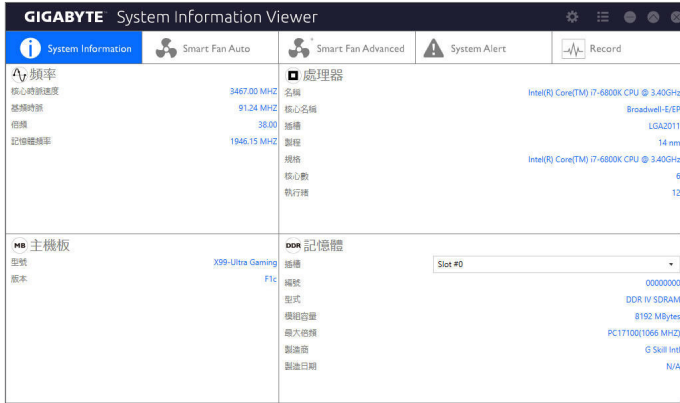 GIGABYTE System Information Viewer
System Information
Smart Fan Auto
Smart Fan Advanced
System Alert
Record
頻率
核心時脈速度 3467.00 MHZ
基頻時脈 91.24 MHZ
倍頻 38.00
記憶體頻率 1946.15 MHZ
處理器
名稱 Intel(R) Core(TM) i7-6800K CPU @ 3.40GHz
核心名稱 Broadwell-E/EP
插槽 LGA2011
製程 14 nm
規格 Intel(R) Core(TM) i7-6800K CPU @ 3.40GHz
核心數 6
執行緒 12
MB 主機板
型號 X99-Ultra Gaming
版本 F1c
DDR 記憶體
插槽 Slot #0
編號 00000000
型式 DDR IV SDRAM
模組容量 8192 MBytes
最大倍頻 PC17100(1066 MHZ)
製造商 G Skill Intl
製造日期 N/A